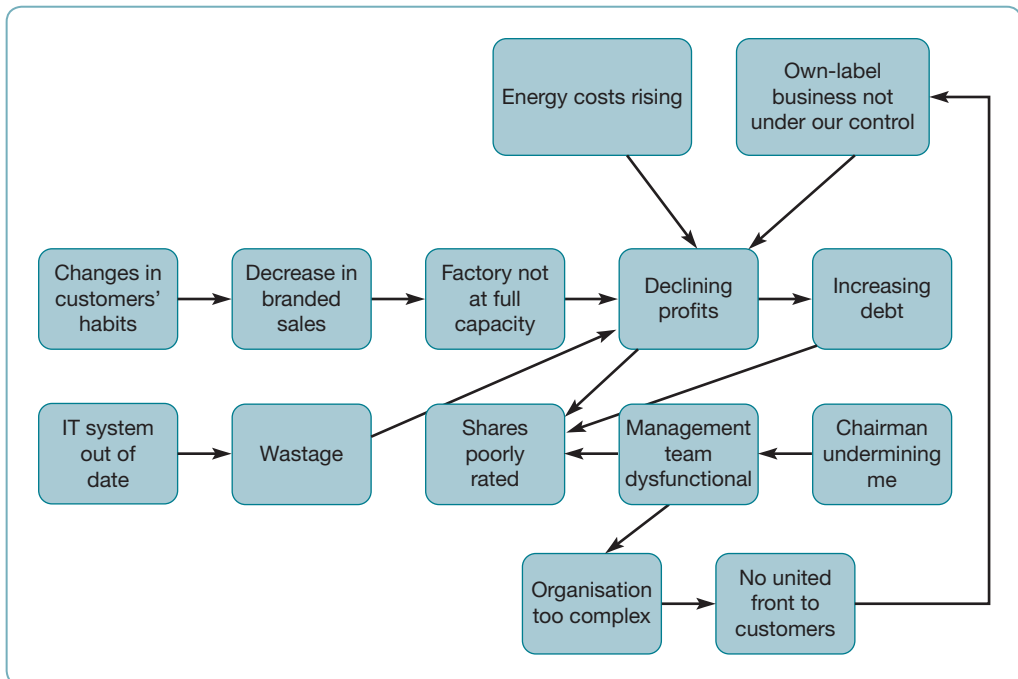 Energy costs rising
Own-label
business not
under our control
Changes in
customers’
habits
Decrease in
branded
sales
Factory not
at full
capacity
Declining
profits
Increasing
debt
IT system
out of
date
Wastage
Shares
poorly
rated
Management
team
dysfunctional
Chairman
undermining
me
Organisation
too complex
No united
front to
customers